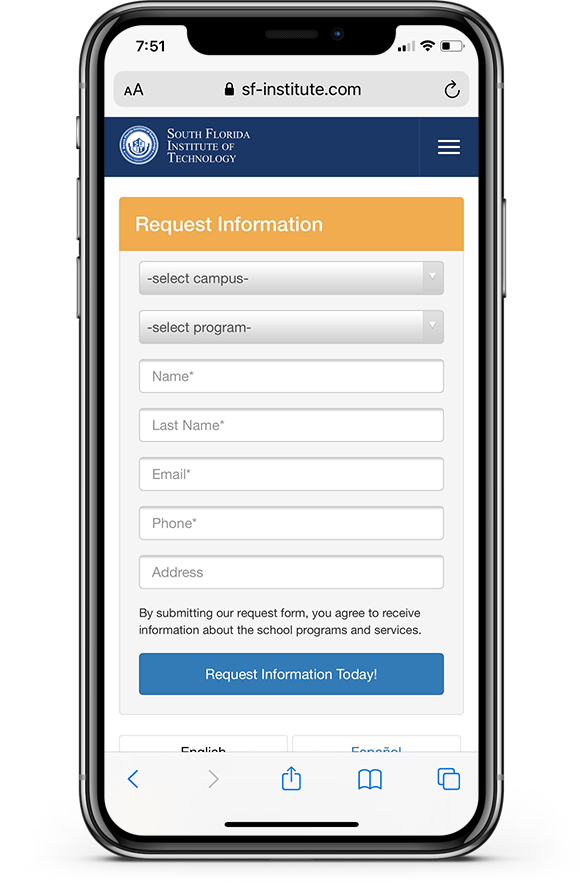 7:51
AA sf-institute.com
South Florida
Institute of
Technology
Request Information
-select campus-
-select program-
Name*
Last Name*
Email*
Phone*
Address
By submitting our request form, you agree to receive
information about the school programs and services.
Request Information Today!
English Español